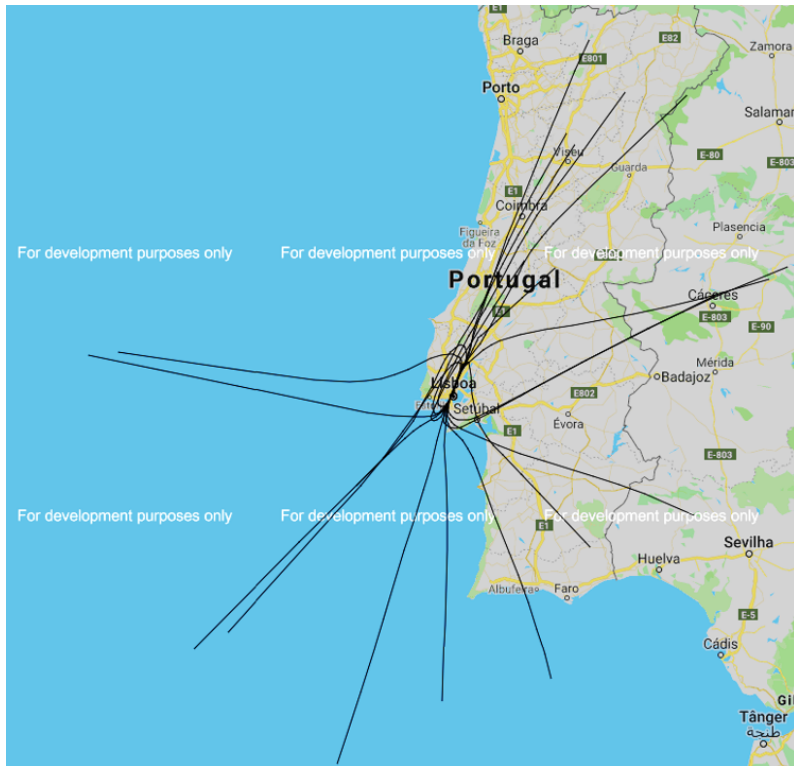 E1
Braga
E82
Zamora
E801
Porto
Salaman
Viseu
E-80
E-803
Guarda
E1
Coimbra
Plasencia
Figueira
da Foz
For development purposes only
For development purposes only
For development purposes only
Portugal
Cáceres
E-803
E-90
Mérida
Lisboa
Badajoz
E802
Setúbal
Évora
E1
E-803
For development purposes only
For development purposes only
For development purposes only
E1
Sevilha
Huelva
Albufeira
Faro
E-5
Cádis
Gil
Tânger
طنجة